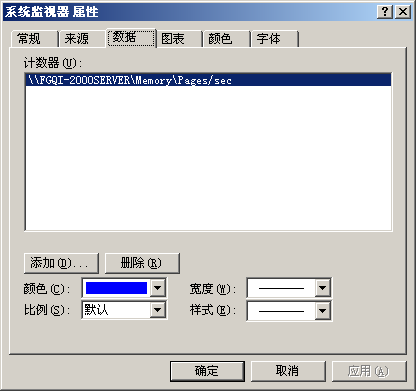 系统监视器 属性
常规 来源 数据 图表 颜色 字体
计数器(U):
\\FGQI-2000SERVER\Memory\Pages/sec
添加(D)... 删除(R)
颜色(C): 宽度(W):
比例(S): 默认 样式(E):
确定 取消 应用(A)